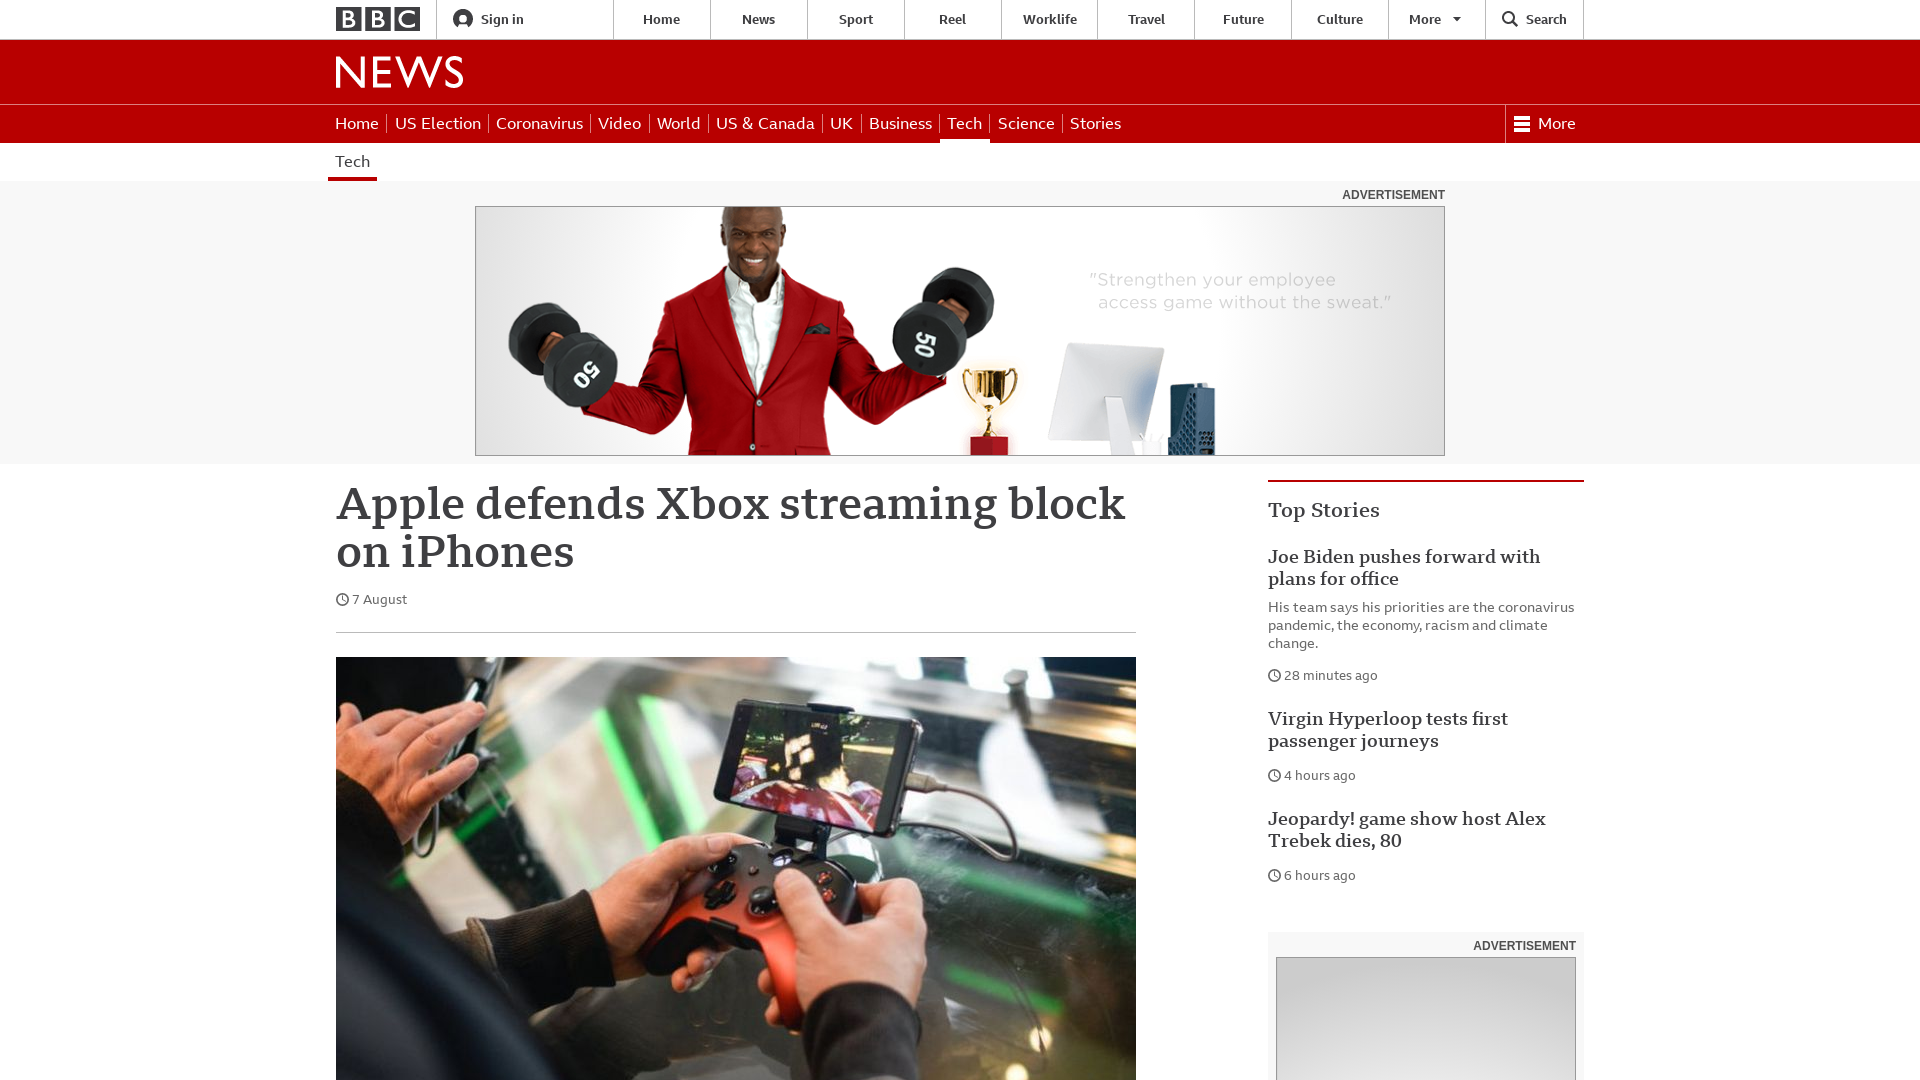 BBC
Sign in
Home
News
Sport
Reel
Worklife
Travel
Future
Culture
More
Search
NEWS
Home
US Election
Coronavirus
Video
World
US & Canada
UK
Business
Tech
Science
Stories
More
Tech
ADVERTISEMENT
"Strengthen your employee
access game without the sweat."
50
50
Apple defends Xbox streaming block
on iPhones
7 August
Top Stories
Joe Biden pushes forward with
plans for office
His team says his priorities are the coronavirus
pandemic, the economy, racism and climate
change.
28 minutes ago
Virgin Hyperloop tests first
passenger journeys
4 hours ago
Jeopardy! game show host Alex
Trebek dies, 80
6 hours ago
ADVERTISEMENT